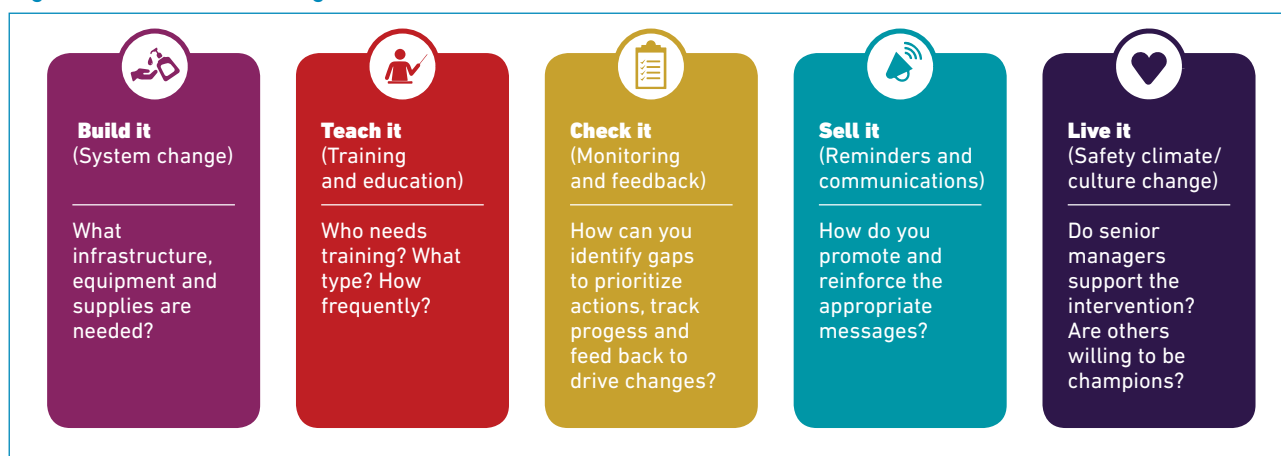 Build it
(System change)
What
infrastructure,
equipment and
supplies are
needed?
Teach it
(Training
and education)
Who needs
training? What
type? How
frequently?
Check it
(Monitoring
and feedback)
How can you
identify gaps
to prioritize
actions, track
progess and
feed back to
drive changes?
Sell it
(Reminders and
communications)
How do you
promote and
reinforce the
appropriate
messages?
Live it
(Safety climate/
culture change)
Do senior
managers
support the
intervention?
Are others
willing to be
champions?